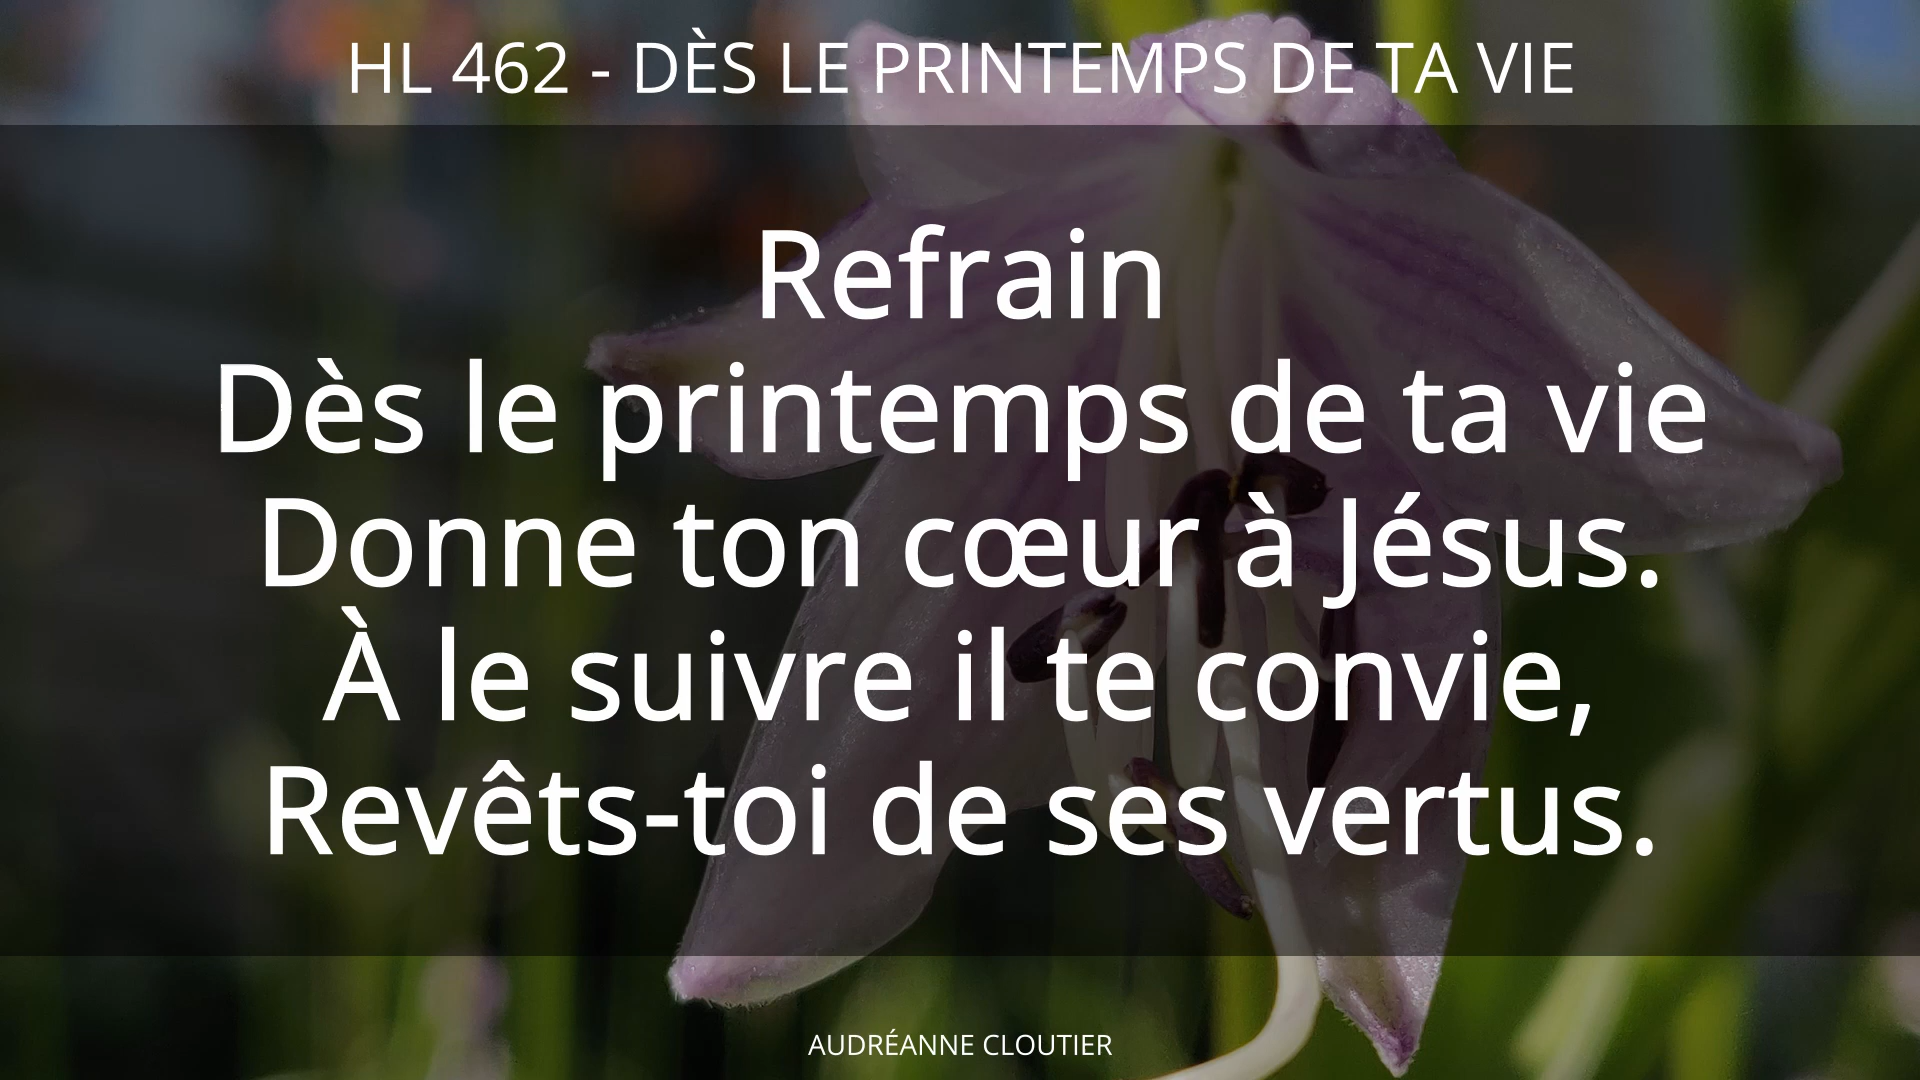 HL 462 - DÈS LE PRINTEMPS DE TA VIE
Refrain
Dès le printemps de ta vie
Donne ton cœur à Jésus.
À le suivre il te convie,
Revêts-toi de ses vertus.
AUDRÉANNE CLOUTIER